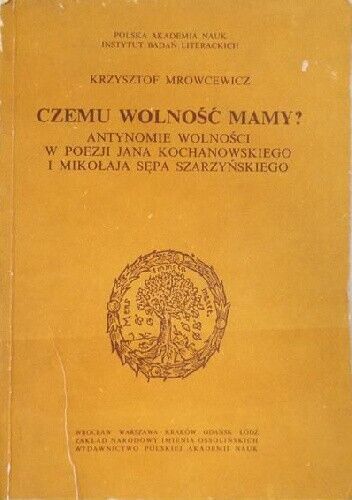 POLSKA AKADEMIA NAUK
INSTYTUT BADAŃ LITERACKICH
KRZYSZTOF MROWCEWICZ
CZEMU WOLNOŚĆ MAMY?
ANTYNOMIE WOLNOŚCI
W POEZJI JANA KOCHANOWSKIEGO
I MIKOŁAJA SĘPA SZARZYŃSKIEGO
WROCŁAW WARSZAWA KRAKÓW GDAŃSK ŁÓDŹ
ZAKŁAD NARODOWY IMIENIA OSSOLIŃSKICH
WYDAWNICTWO POLSKIEJ AKADEMII NAUK